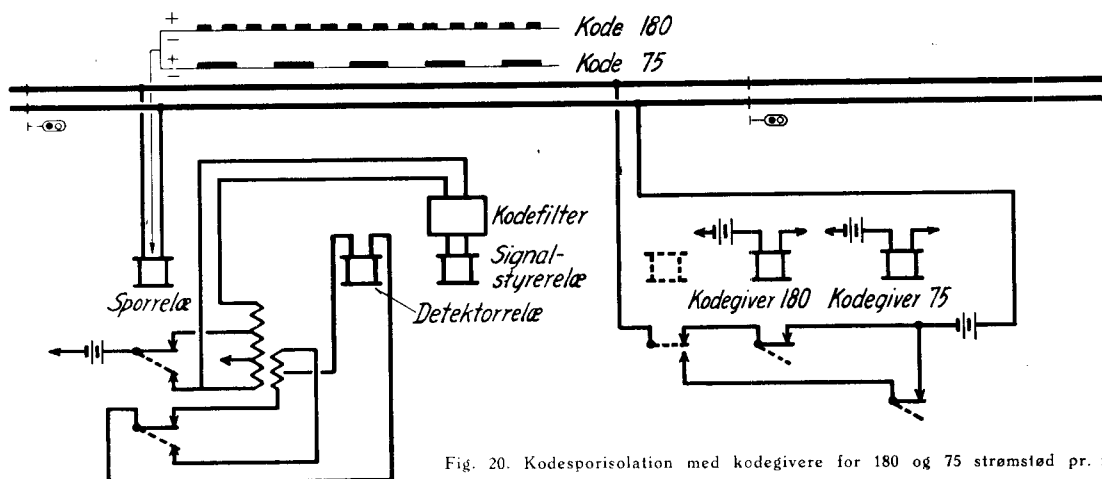 +
−
Kode 180
+
−
Kode 75
Kodefilter
Signal-
styrerelæ
Sporrelæ
Detektorrelæ
Kodegiver 180
Kodegiver 75
Fig. 20. Kodesporisolation med kodegivere for 180 og 75 strømstød pr.